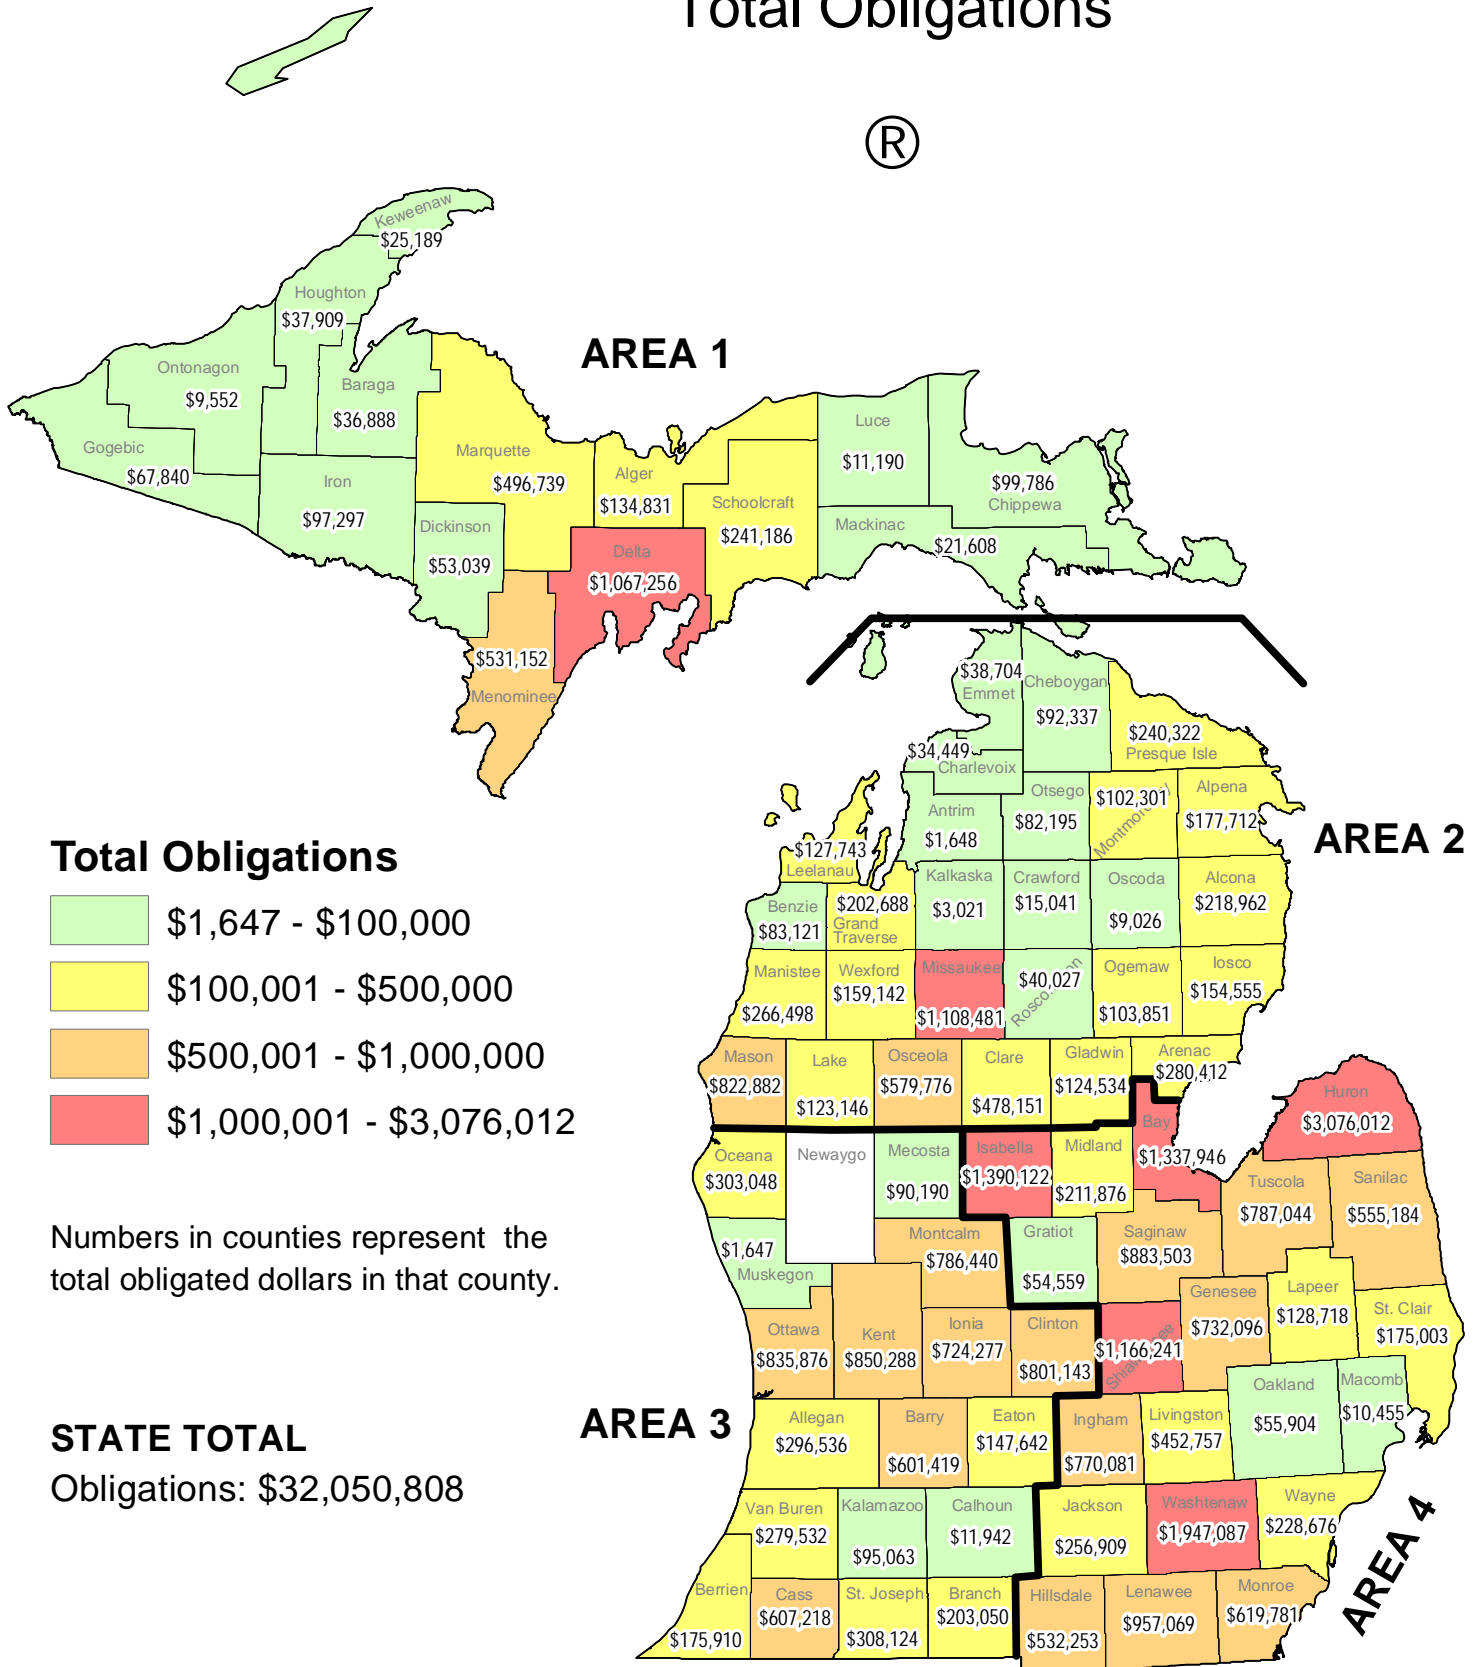 Total Obligations
®
Keweenaw
$25,189
Houghton
$37,909
AREA 1
Ontonagon
$9,552
Baraga
$36,888
Gogebic
$67,840
Iron
$97,297
Marquette
$496,739
Dickinson
$53,039
Alger
$134,831
Schoolcraft
$241,186
Luce
$11,190
$99,786
Chippewa
Mackinac
$21,608
Delta
$1,067,256
$531,152
Menominee
$38,704
Emmet
Cheboygan
$92,337
$240,322
Presque Isle
$34,449
Charlevoix
Antrim
$1,648
Otsego
$82,195
$102,301
Alpena
$177,712
AREA 2
$127,743
Leelanau
Benzie
$83,121
$202,688
Grand
Traverse
Kalkaska
$3,021
Crawford
$15,041
Oscoda
$9,026
Alcona
$218,962
Manistee
$266,498
Wexford
$159,142
Missaukee
$1,108,481
$40,027
Ogemaw
$103,851
Iosco
$154,555
Mason
$822,882
Lake
$123,146
Osceola
$579,776
Clare
$478,151
Gladwin
$124,534
Arenac
$280,412
Total Obligations
$1,647 - $100,000
$100,001 - $500,000
$500,001 - $1,000,000
$1,000,001 - $3,076,012
Numbers in counties represent the
total obligated dollars in that county.
STATE TOTAL
Obligations: $32,050,808
Huron
$3,076,012
Bay
$1,337,946
Oceana
$303,048
Newaygo
Mecosta
$90,190
Isabella
$1,390,122
Midland
$211,876
Tuscola
$787,044
Sanilac
$555,184
$1,647
Muskegon
Montcalm
$786,440
Gratiot
$54,559
Saginaw
$883,503
Genesee
$732,096
Lapeer
$128,718
St. Clair
$175,003
Ottawa
$835,876
Kent
$850,288
Ionia
$724,277
Clinton
$801,143
$1,166,241
Oakland
$55,904
Macomb
$10,455
AREA 3
Allegan
$296,536
Barry
$601,419
Eaton
$147,642
Ingham
$770,081
Livingston
$452,757
Van Buren
$279,532
Kalamazoo
$95,063
Calhoun
$11,942
Jackson
$256,909
Washtenaw
$1,947,087
Wayne
$228,676
AREA 4
Berrien
$175,910
Cass
$607,218
St. Joseph
$308,124
Branch
$203,050
Hillsdale
$532,253
Lenawee
$957,069
Monroe
$619,781